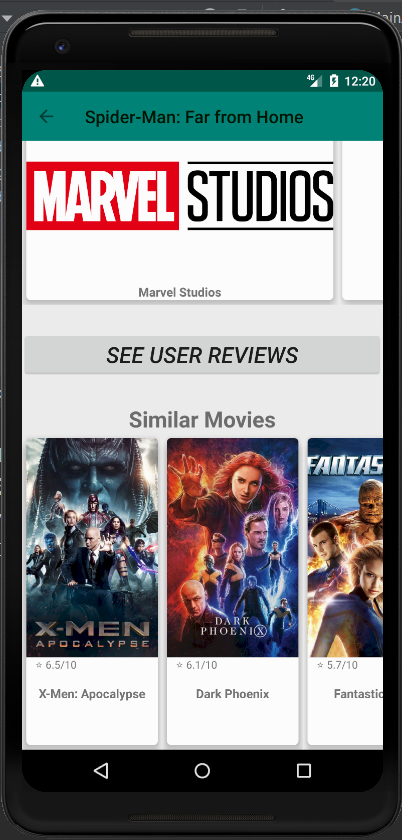 Main
4G 12:20
Spider-Man: Far from Home
MARVEL STUDIOS
Marvel Studios
SEE USER REVIEWS
Similar Movies
X-MEN
APOCALYPSE
DARK
PHOENIX
FANTAS
☆ 6.5/10
☆ 6.1/10
☆ 5.7/10
X-Men: Apocalypse
Dark Phoenix
Fantastic